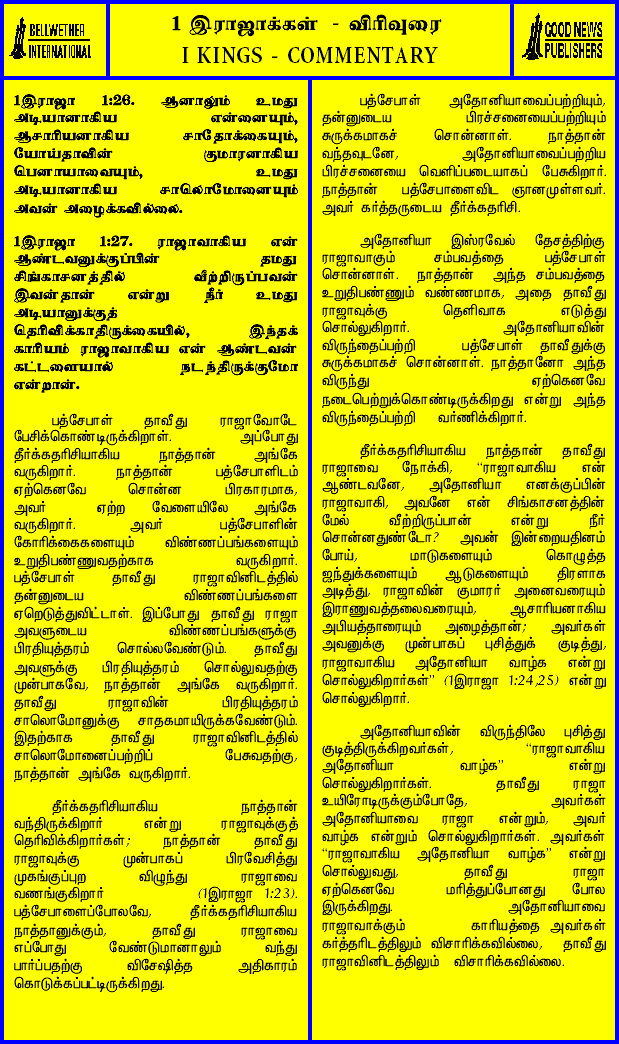 BELLWETHER
INTERNATIONAL
1 இராஜாக்கள் - விரிவுரை
I KINGS - COMMENTARY
GOOD NEWS
PUBLISHERS
1இராஜா 1:26. ஆனாலும் உமது
அடியானாகிய என்னையும்,
ஆசாரியனாகிய சாதோக்கையும்,
யோய்தாவின் குமாரனாகிய
பெனாயாவையும், உமது
அடியானாகிய சாலொமோனையும்
அவன் அழைக்கவில்லை.
1இராஜா 1:27. ராஜாவாகிய என்
ஆண்டவனுக்குப்பின் தமது
சிங்காசனத்தில் வீற்றிருப்பவன்
இவன்தான் என்று நீர் உமது
அடியானுக்குத்
தெரிவிக்காதிருக்கையில், இந்தக்
காரியம் ராஜாவாகிய என் ஆண்டவன்
கட்டளையால் நடந்திருக்குமோ
என்றான்.
பத்சேபாள் தாவீது ராஜாவோடே
பேசிக்கொண்டிருக்கிறாள். அப்போது
தீர்க்கதரிசியாகிய நாத்தான் அங்கே
வருகிறார். நாத்தான் பத்சேபாளிடம்
ஏற்கெனவே சொன்ன பிரகாரமாக,
அவர் ஏற்ற வேளையிலே அங்கே
வருகிறார். அவர் பத்சேபாளின்
கோரிக்கைகளையும் விண்ணப்பங்களையும்
உறுதிபண்ணுவதற்காக வருகிறார்.
பத்சேபாள் தாவீது ராஜாவினிடத்தில்
தன்னுடைய விண்ணப்பங்களை
ஏறெடுத்துவிட்டாள். இப்போது தாவீது ராஜா
அவளுடைய விண்ணப்பங்களுக்கு
பிரதியுத்தரம் சொல்லவேண்டும். தாவீது
அவளுக்கு பிரதியுத்தரம் சொல்லுவதற்கு
முன்பாகவே, நாத்தான் அங்கே வருகிறார்.
தாவீது ராஜாவின் பிரதியுத்தரம்
சாலொமோனுக்கு சாதகமாயிருக்கவேண்டும்.
இதற்காக தாவீது ராஜாவினிடத்தில்
சாலொமோனைப்பற்றிப் பேசுவதற்கு,
நாத்தான் அங்கே வருகிறார்.
தீர்க்கதரிசியாகிய நாத்தான்
வந்திருக்கிறார் என்று ராஜாவுக்குத்
தெரிவிக்கிறார்கள்; நாத்தான் தாவீது
ராஜாவுக்கு முன்பாகப் பிரவேசித்து
முகங்குப்புற விழுந்து ராஜாவை
வணங்குகிறார் (1இராஜா 1:23).
பத்சேபாளைப்போலவே, தீர்க்கதரிசியாகிய
நாத்தானுக்கும், தாவீது ராஜாவை
எப்போது வேண்டுமானாலும் வந்து
பார்ப்பதற்கு விசேஷித்த அதிகாரம்
கொடுக்கப்பட்டிருக்கிறது.
பத்சேபாள் அதோனியாவைப்பற்றியும்,
தன்னுடைய பிரச்சனையைப்பற்றியும்
சுருக்கமாகச் சொன்னாள். நாத்தான்
வந்தவுடனே, அதோனியாவைப்பற்றிய
பிரச்சனையை வெளிப்படையாகப் பேசுகிறார்.
நாத்தான் பத்சேபாளைவிட ஞானமுள்ளவர்.
அவர் கர்த்தருடைய தீர்க்கதரிசி.
அதோனியா இஸ்ரவேல் தேசத்திற்கு
ராஜாவாகும் சம்பவத்தை பத்சேபாள்
சொன்னாள். நாத்தான் அந்த சம்பவத்தை
உறுதிபண்ணும் வண்ணமாக, அதை தாவீது
ராஜாவுக்கு தெளிவாக எடுத்து
சொல்லுகிறார். அதோனியாவின்
விருந்தைப்பற்றி பத்சேபாள் தாவீதுக்கு
சுருக்கமாகச் சொன்னாள். நாத்தானோ அந்த
விருந்து ஏற்கெனவே
நடைபெற்றுக்கொண்டிருக்கிறது என்று அந்த
விருந்தைப்பற்றி வர்ணிக்கிறார்.
தீர்க்கதரிசியாகிய நாத்தான் தாவீது
ராஜாவை நோக்கி, "ராஜாவாகிய என்
ஆண்டவனே, அதோனியா எனக்குப்பின்
ராஜாவாகி, அவனே என் சிங்காசனத்தின்
மேல் வீற்றிருப்பான் என்று நீர்
சொன்னதுண்டோ? அவன் இன்றையதினம்
போய், மாடுகளையும் கொழுத்த
ஜந்துக்களையும் ஆடுகளையும் திரளாக
அடித்து, ராஜாவின் குமாரர் அனைவரையும்
இராணுவத்தலைவரையும், ஆசாரியனாகிய
அபியத்தாரையும் அழைத்தான்; அவர்கள்
அவனுக்கு முன்பாகப் புசித்துக் குடித்து,
ராஜாவாகிய அதோனியா வாழ்க என்று
சொல்லுகிறார்கள்" (1இராஜா 1:24,25) என்று
சொல்லுகிறார்.
அதோனியாவின் விருந்திலே புசித்து
குடித்திருக்கிறவர்கள், "ராஜாவாகிய
அதோனியா வாழ்க" என்று
சொல்லுகிறார்கள். தாவீது ராஜா
உயிரோடிருக்கும்போதே, அவர்கள்
அதோனியாவை ராஜா என்றும், அவர்
வாழ்க என்றும் சொல்லுகிறார்கள். அவர்கள்
"ராஜாவாகிய அதோனியா வாழ்க" என்று
சொல்லுவது, தாவீது ராஜா
ஏற்கெனவே மரித்துப்போனது போல
இருக்கிறது. அதோனியாவை
ராஜாவாக்கும் காரியத்தை அவர்கள்
கர்த்தரிடத்திலும் விசாரிக்கவில்லை, தாவீது
ராஜாவினிடத்திலும் விசாரிக்கவில்லை.